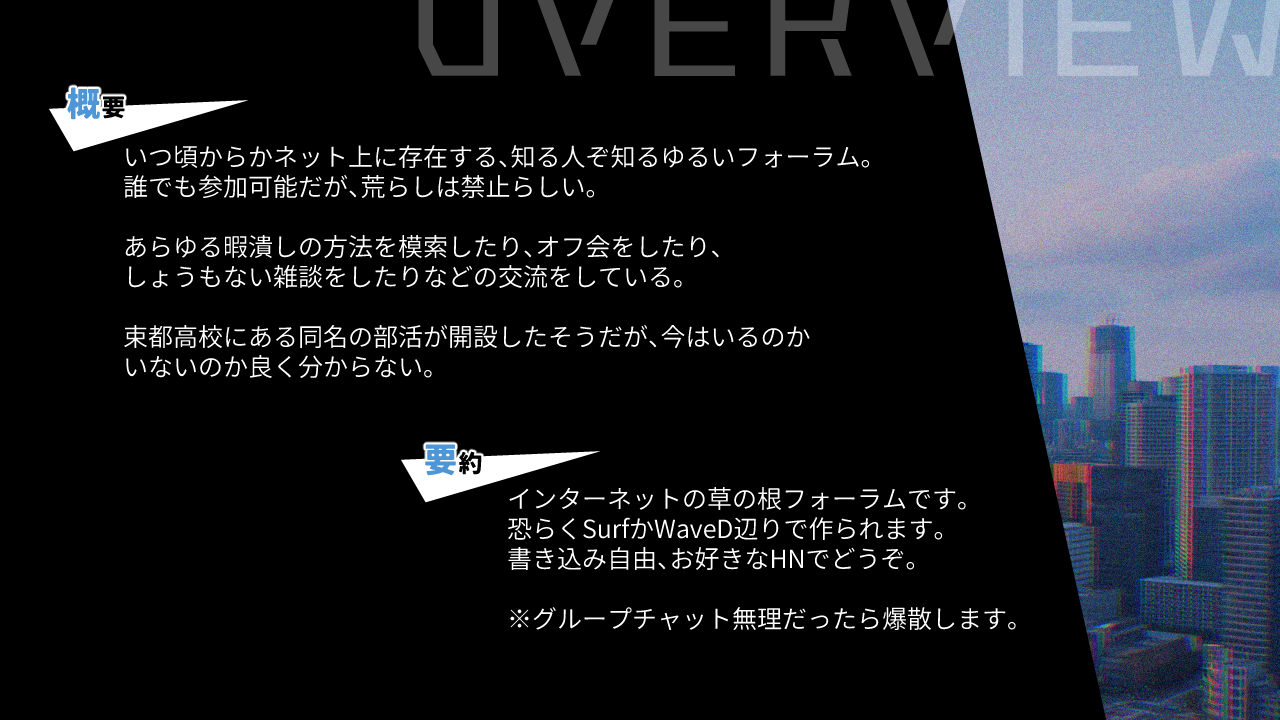 OVERVIEW
概要
いつ頃からかネット上に存在する、知る人ぞ知るゆるいフォーラム。
誰でも参加可能だが、荒らしは禁止らしい。
あらゆる暇潰しの方法を模索したり、オフ会をしたり、
しょうもない雑談をしたりなどの交流をしている。
束都高校にある同名の部活が開設したそうだが、今はいるのか
いないのか良く分からない。
要約
インターネットの草の根フォーラムです。
恐らくSurfかWaveD辺りで作られます。
書き込み自由、お好きなHNでどうぞ。
※グループチャット無理だったら爆散します。